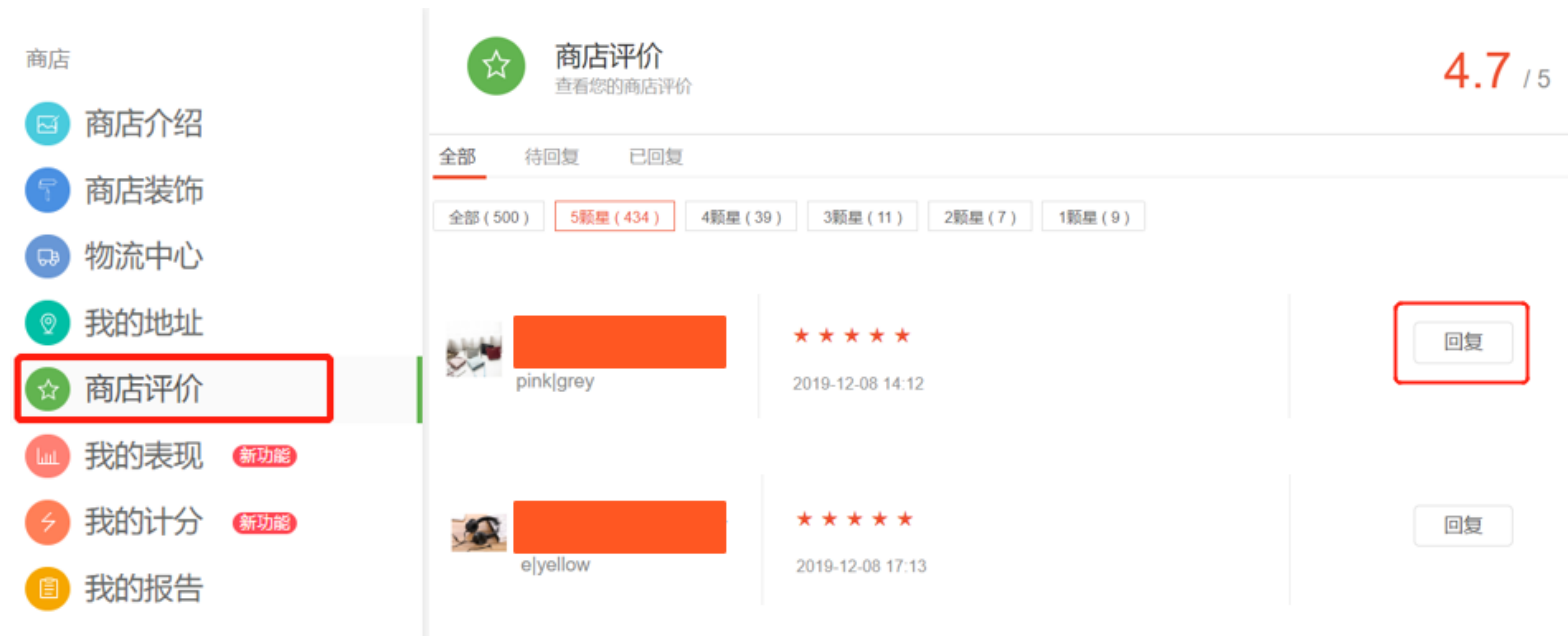 商店
商店介绍
商店装饰
物流中心
我的地址
商店评价
我的表现 新功能
我的计分 新功能
我的报告
商店评价
查看您的商店评价
4.7 / 5
全部 待回复 已回复
全部 ( 500 ) 5颗星 ( 434 ) 4颗星 ( 39 ) 3颗星 ( 11 ) 2颗星 ( 7 ) 1颗星 ( 9 )
pink|grey
2019-12-08 14:12
回复
e|yellow
2019-12-08 17:13
回复